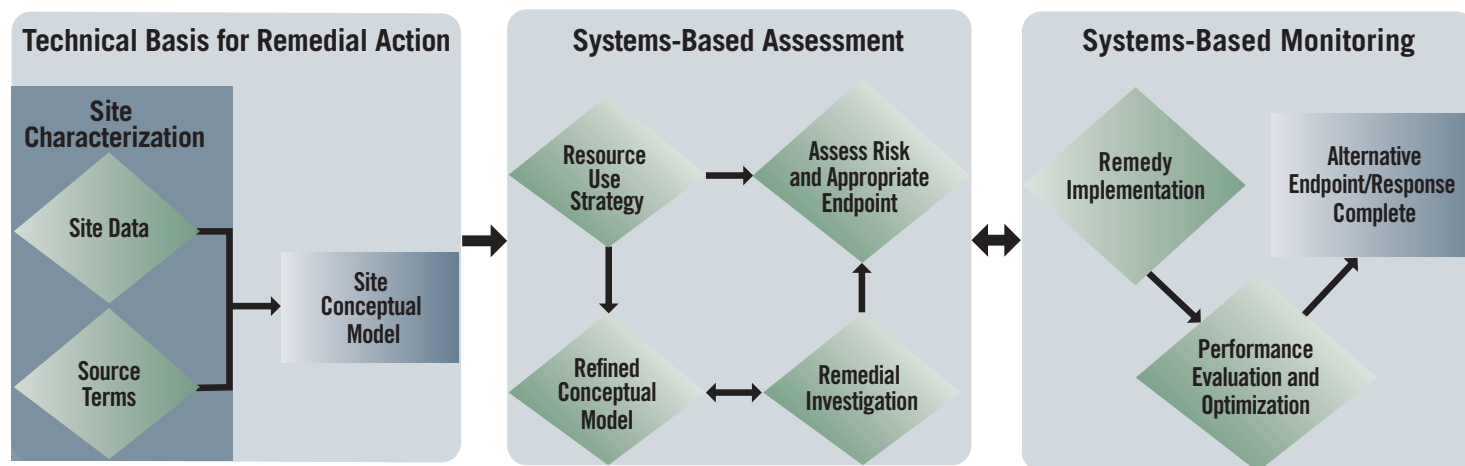 Technical Basis for Remedial Action
Site
Characterization
Site Data
Source
Terms
Site
Conceptual
Model
Systems-Based Assessment
Resource
Use
Strategy
Assess Risk
and Appropriate
Endpoint
Refined
Conceptual
Model
Remedial
Investigation
Systems-Based Monitoring
Remedy
Implementation
Alternative
Endpoint/Response
Complete
Performance
Evaluation and
Optimization